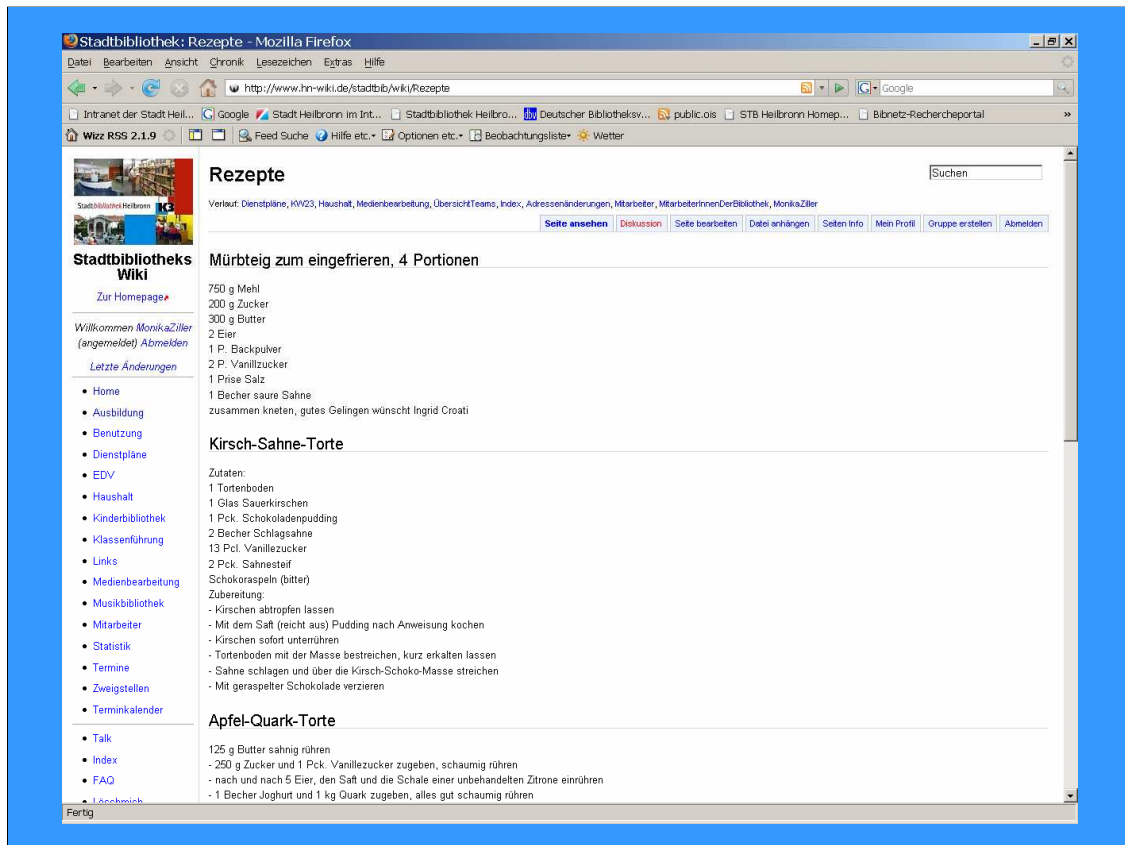 Stadtbibliothek: Rezepte - Mozilla Firefox
Datei Bearbeiten Ansicht Chronik Lesezeichen Extras Hilfe
http://www.hn-wiki.de/stadtbib/wiki/Rezepte
Google
Intranet der Stadt Heil... Google Stadt Heilbronn im Int... Stadtbibliothek Heilbro... Deutscher Bibliotheksv... public.ois STB Heilbronn Homep... Bibnetz-Rechercheportal »
Wizz RSS 2.1.9 Feed Suche Hilfe etc. Optionen etc. Beobachtungsliste Wetter
Stadtbibliothek Heilbronn K3
Stadtbibliotheks
Wiki
Zur Homepage
Willkommen MonikaZiller
(angemeldet) Abmelden
Letzte Änderungen
• Home
• Ausbildung
• Benutzung
• Dienstpläne
• EDV
• Haushalt
• Kinderbibliothek
• Klassenführung
• Links
• Medienbearbeitung
• Musikbibliothek
• Mitarbeiter
• Statistik
• Termine
• Zweigstellen
• Terminkalender
• Talk
• Index
• FAQ
• Löschmich
Rezepte
Suchen
Verlauf: Dienstpläne, KW23, Haushalt, Medienbearbeitung, ÜbersichtTeams, Index, Adressenänderungen, Mitarbeiter, MitarbeiterInnenDerBibliothek, MonikaZiller
Seite ansehen Diskussion Seite bearbeiten Datei anhängen Seiten Info Mein Profil Gruppe erstellen Abmelden
Mürbteig zum eingefrieren, 4 Portionen
750 g Mehl
200 g Zucker
300 g Butter
2 Eier
1 P. Backpulver
2 P. Vanillzucker
1 Prise Salz
1 Becher saure Sahne
zusammen kneten, gutes Gelingen wünscht Ingrid Croati
Kirsch-Sahne-Torte
Zutaten:
1 Tortenboden
1 Glas Sauerkirschen
1 Pck. Schokoladenpudding
2 Becher Schlagsahne
13 Pcl. Vanillezucker
2 Pck. Sahnesteif
Schokoraspeln (bitter)
Zubereitung:
- Kirschen abtropfen lassen
- Mit dem Saft (reicht aus) Pudding nach Anweisung kochen
- Kirschen sofort unterrühren
- Tortenboden mit der Masse bestreichen, kurz erkalten lassen
- Sahne schlagen und über die Kirsch-Schoko-Masse streichen
- Mit geraspelter Schokolade verzieren
Apfel-Quark-Torte
125 g Butter sahnig rühren
- 250 g Zucker und 1 Pck. Vanillezucker zugeben, schaumig rühren
- nach und nach 5 Eier, den Saft und die Schale einer unbehandelten Zitrone einrühren
- 1 Becher Joghurt und 1 kg Quark zugeben, alles gut schaumig rühren
Fertig